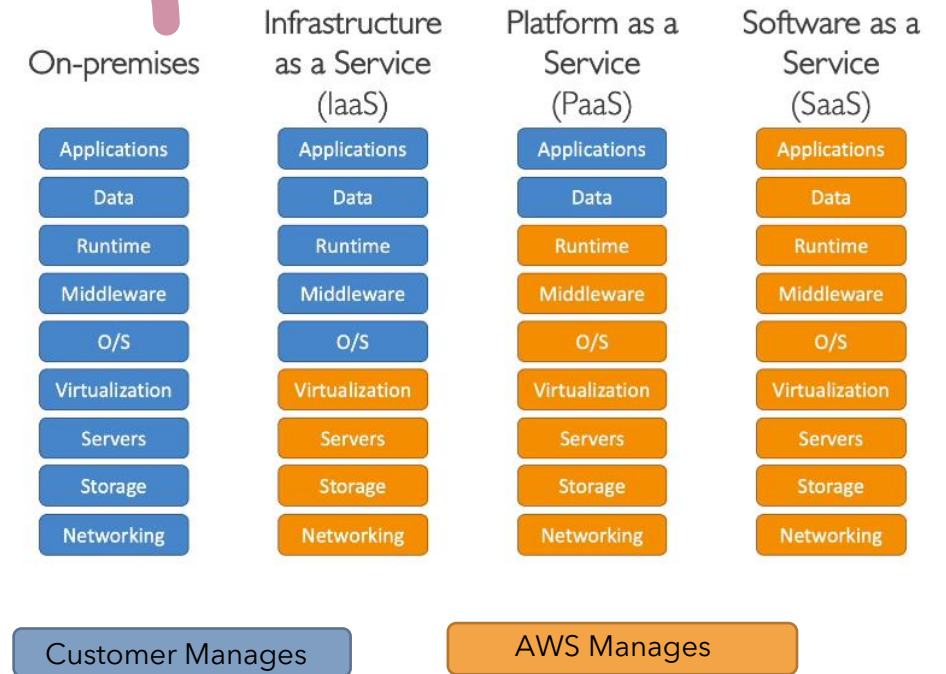 On-premises
Infrastructure
as a Service
(IaaS)
Platform as a
Service
(PaaS)
Software as a
Service
(SaaS)
Applications
Data
Runtime
Middleware
O/S
Virtualization
Servers
Storage
Networking
Applications
Data
Runtime
Middleware
O/S
Virtualization
Servers
Storage
Networking
Applications
Data
Runtime
Middleware
O/S
Virtualization
Servers
Storage
Networking
Applications
Data
Runtime
Middleware
O/S
Virtualization
Servers
Storage
Networking
Customer Manages
AWS Manages